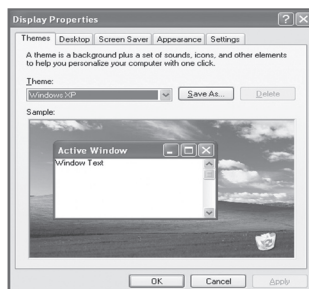 Display Properties
Themes Desktop Screen Saver Appearance Settings
A theme is a background plus a set of sounds, icons, and other elements
to help you personalize your computer with one click.
Theme:
Windows XP Save As... Delete
Sample:
Active Window
Window Text
OK Cancel Apply